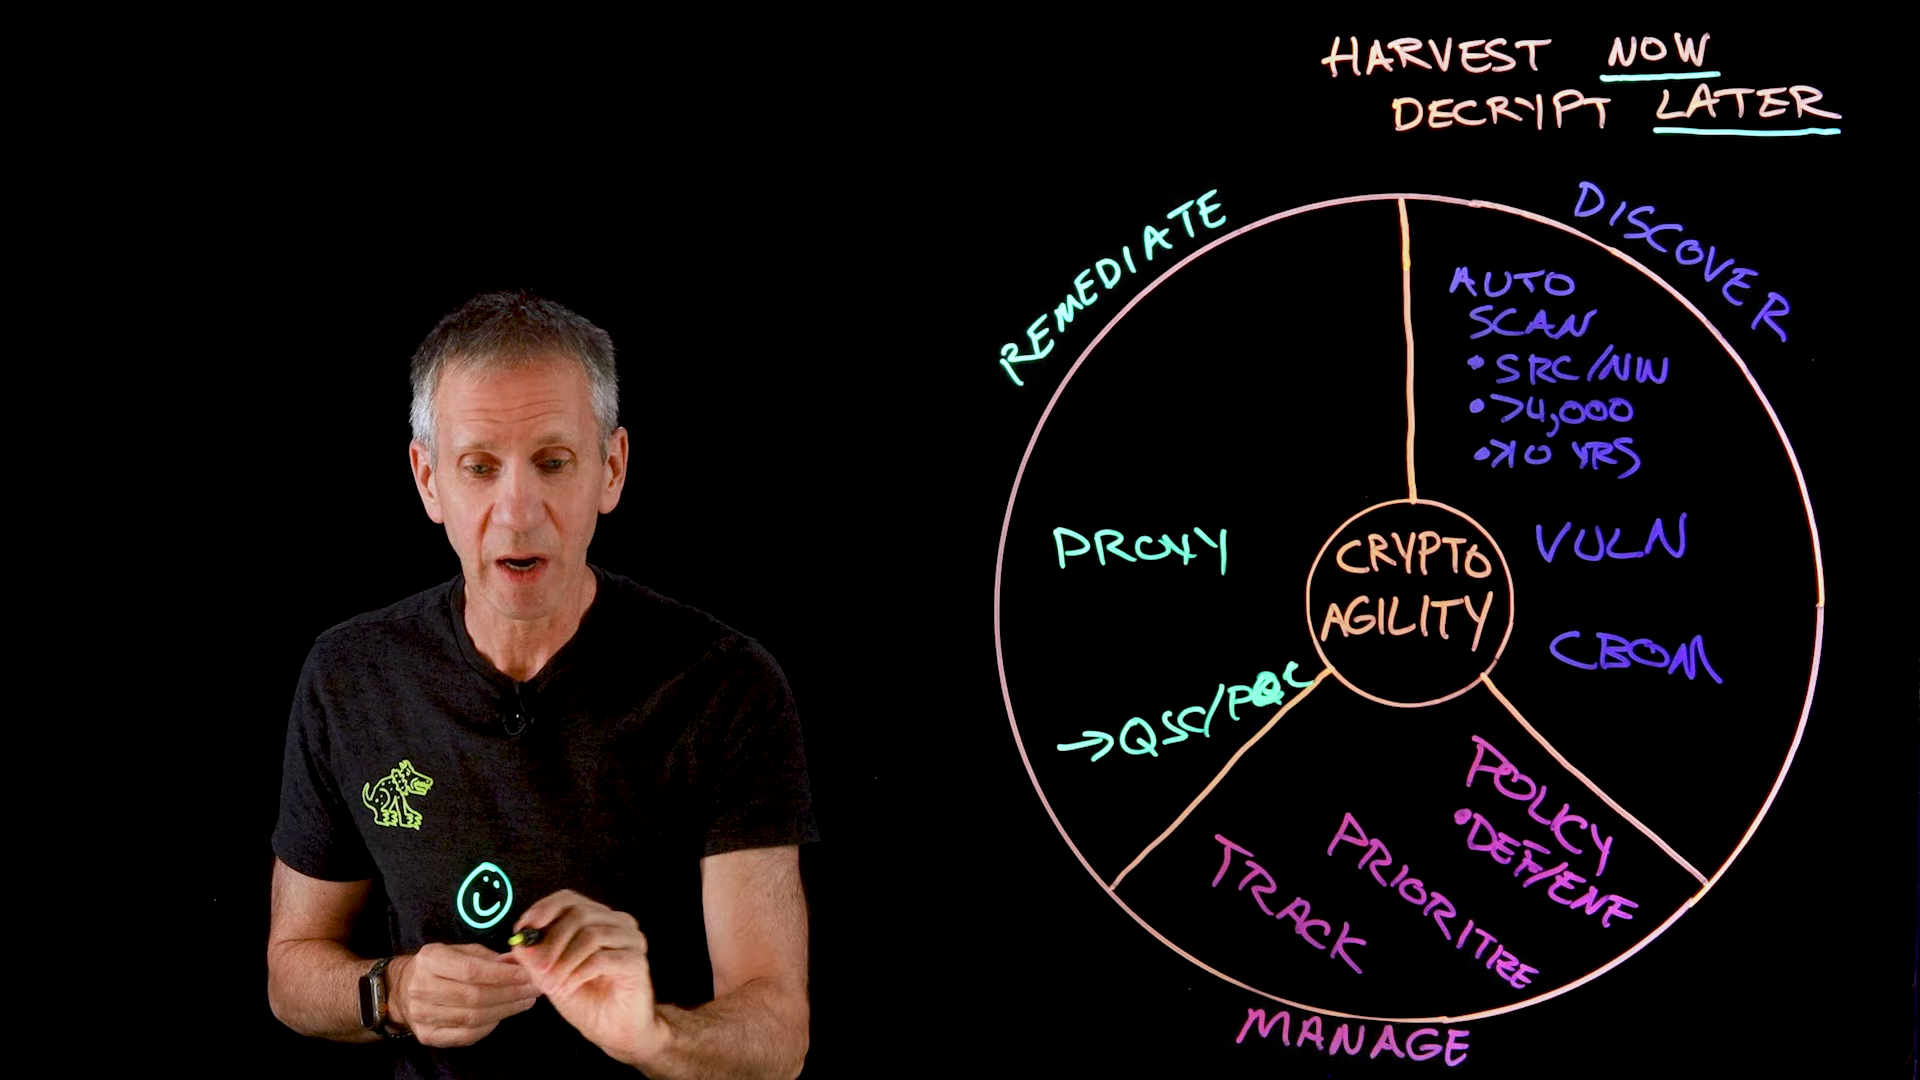 HARVEST NOW
DECRYPT LATER
REMEDIATE
DISCOVER
AUTO
SCAN
• SRC/NW
• >4,000
• >10 YRS
VULN
CBOM
PROXY
→ QSC/PQC
CRYPTO
AGILITY
POLICY
• DEF/ENF
PRIORITIZE
TRACK
MANAGE